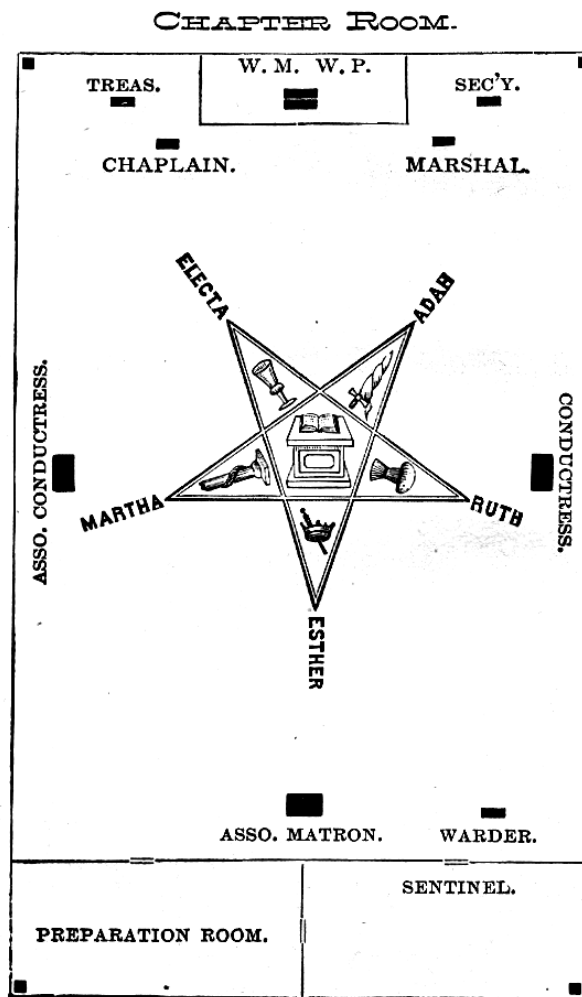 CHAPTER ROOM.
W. M. W. P.
TREAS.
SEC'Y.
CHAPLAIN.
MARSHAL.
ELECTA
ADAH
ASSO. CONDUCTRESS.
CONDUCTRESS.
MARTHA
RUTH
ESTHER
ASSO. MATRON.
WARDER.
SENTINEL.
PREPARATION ROOM.